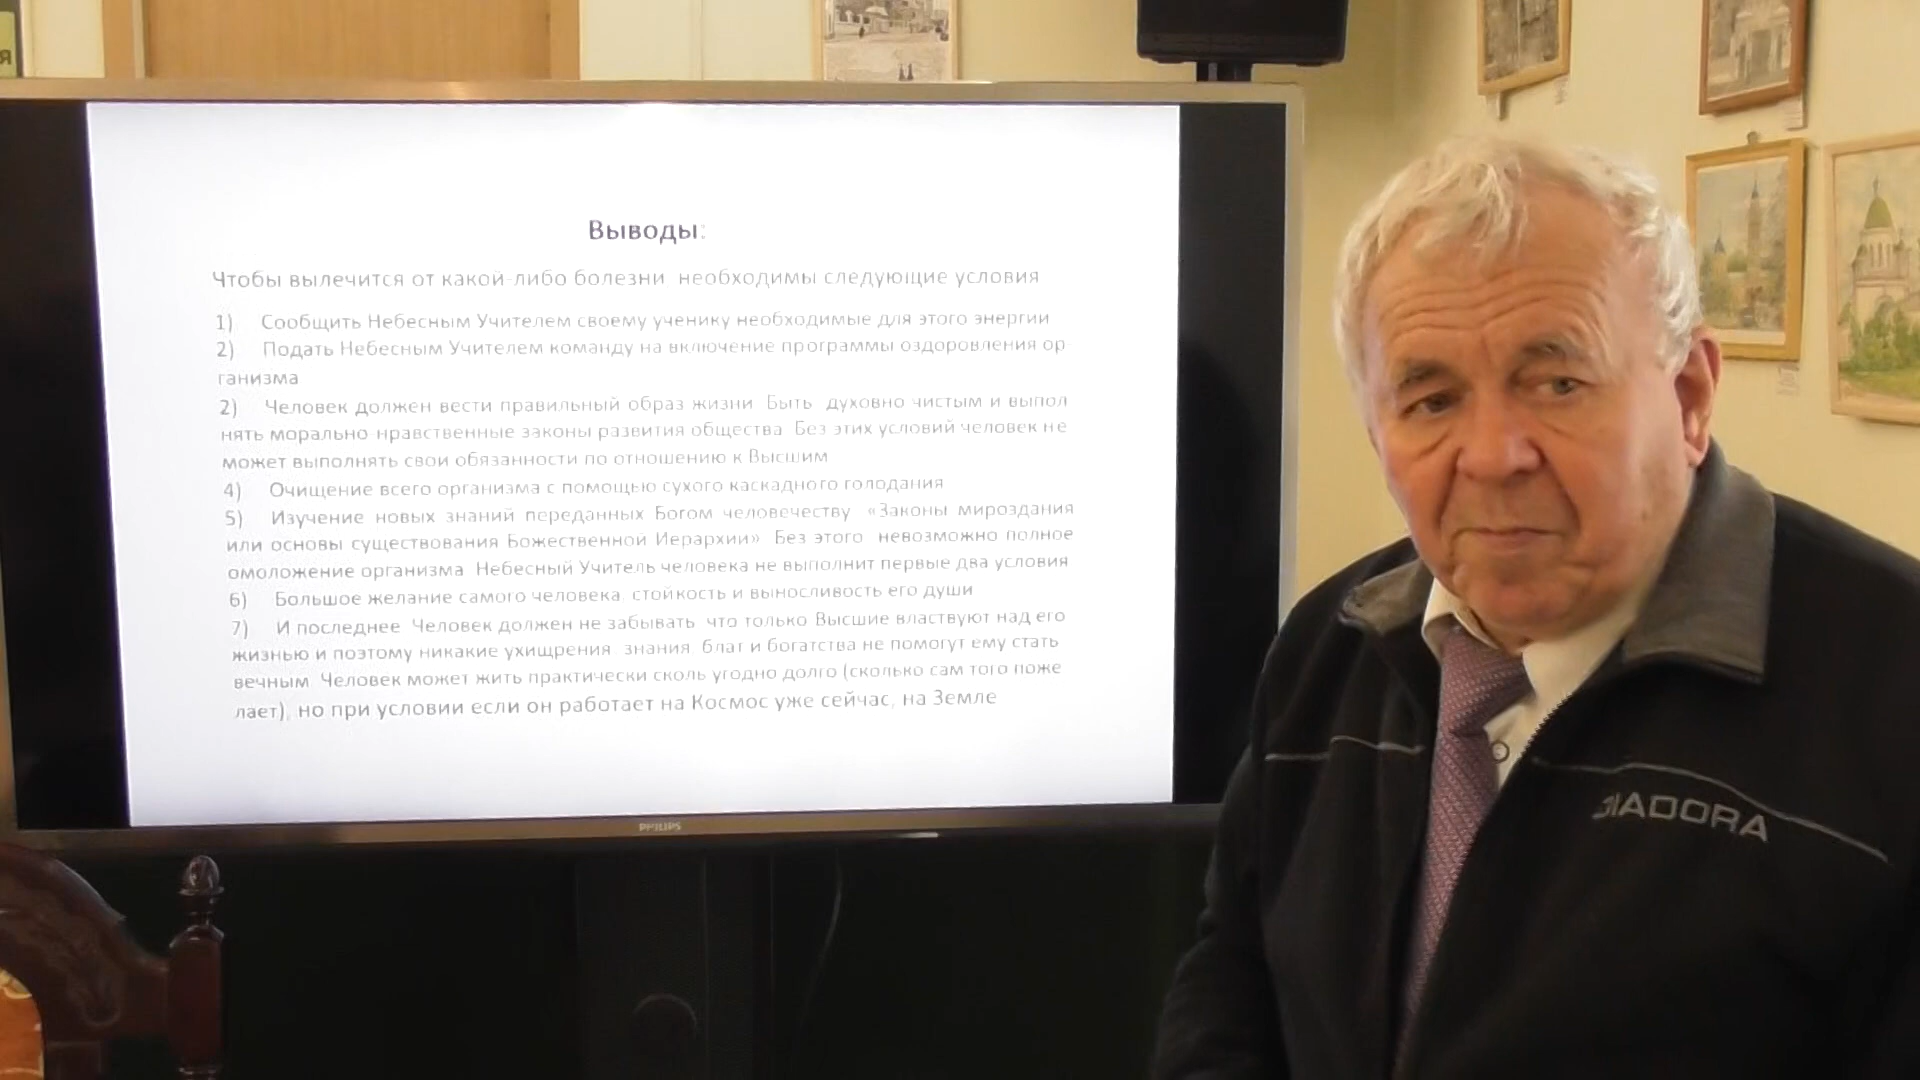 Я
Выводы:
Чтобы вылечится от какой-либо болезни необходимы следующие условия
1) Сообщить Небесным Учителем своему ученику необходимые для этого энергии
2) Подать Небесным Учителем команду на включение программы оздоровления ор
ганизма
2) Человек должен вести правильный образ жизни Быть духовно чистым и выпол
нять морально нравственные законы развития общества Без этих условий человек не
может выполнять свои обязанности по отношению к Высшим
4) Очищение всего организма с помощью сухого каскадного голодания
5) Изучение новых знаний переданных Богом человечеству «Законы мироздания
или основы существования Божественной Иерархии» Без этого невозможно полное
омоложение организма Небесный Учитель человека не выполнит первые два условия
6) Большое желание самого человека, стойкость и выносливость его души
7) И последнее Человек должен не забывать что только Высшие властвуют над его
жизнью и поэтому никакие ухищрения, знания, благ и богатства не помогут ему стать
вечным Человек может жить практически сколь угодно долго (сколько сам того поже
лает), но при условии если он работает на Космос уже сейчас, на Земле
PHILIPS
DIADORA